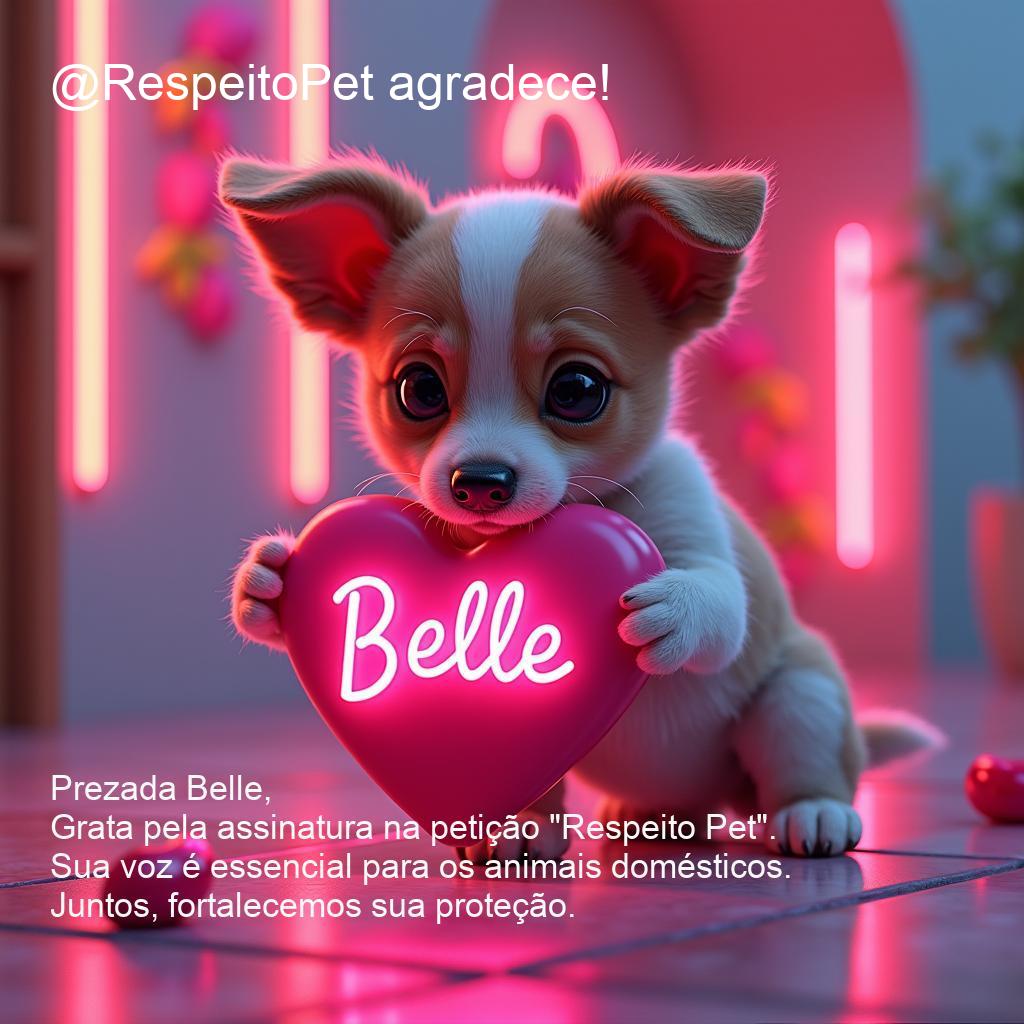 @RespeitoPet agradece!
Belle
Prezada Belle,
Grata pela assinatura na petição "Respeito Pet".
Sua voz é essencial para os animais domésticos.
Juntos, fortalecemos sua proteção.